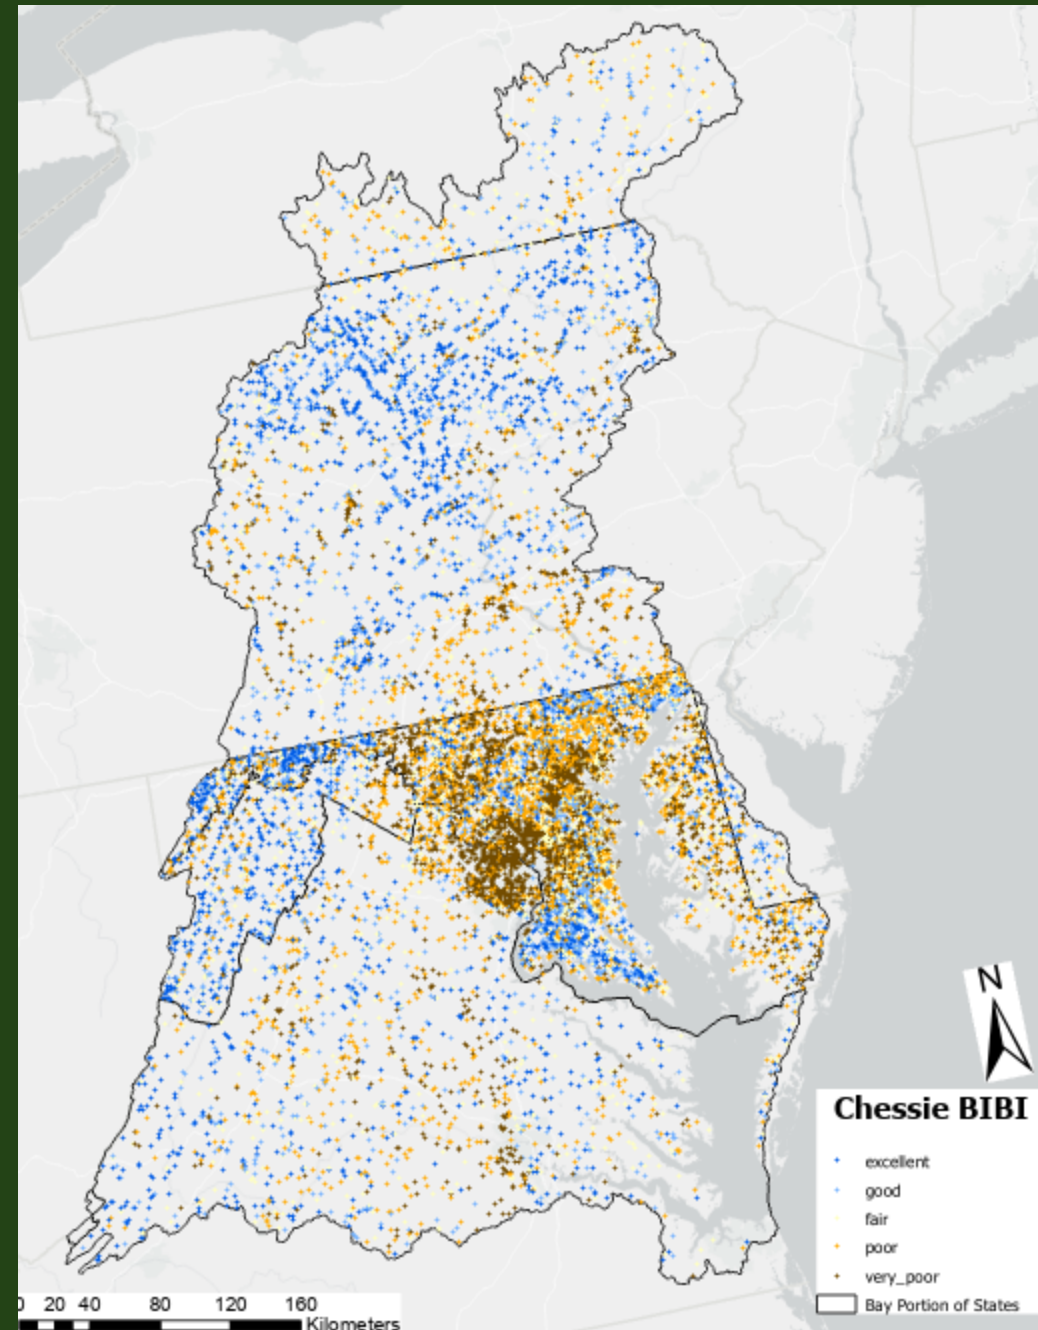 N
Chessie BIBI
excellent
good
fair
poor
very_poor
Bay Portion of States
0 20 40 80 120 160
Kilometers